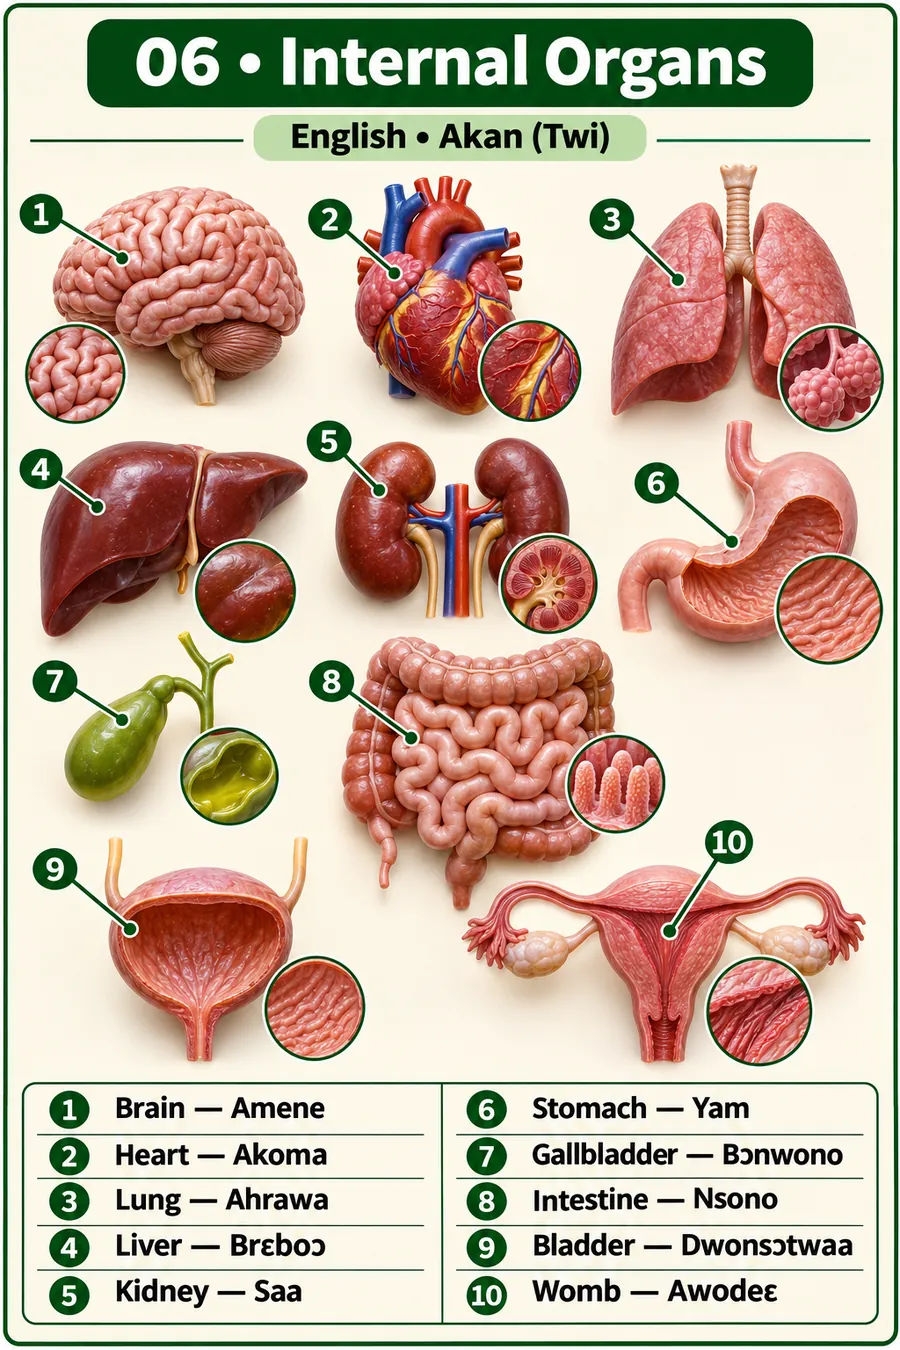 06 • Internal Organs
English • Akan (Twi)
1
2
3
4
5
6
7
8
9
10
1 Brain — Amene
2 Heart — Akoma
3 Lung — Ahrawa
4 Liver — Brɛboɔ
5 Kidney — Saa
6 Stomach — Yam
7 Gallbladder — Bɔnwono
8 Intestine — Nsono
9 Bladder — Dwonsɔtwaa
10 Womb — Awodeɛ